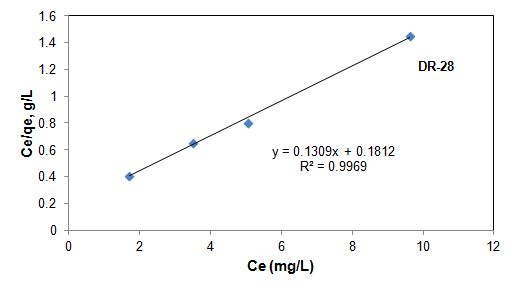 1.6
1.4
1.2
1
0.8
0.6
0.4
0.2
0
Ce/qe, g/L
DR-28
y = 0.1309x + 0.1812
R² = 0.9969
0 2 4 6 8 10 12
Ce (mg/L)